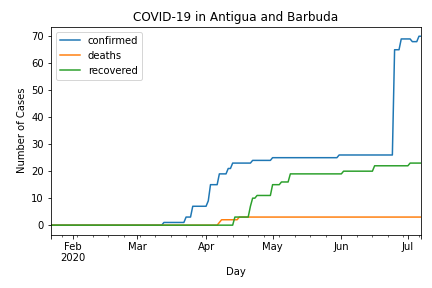 COVID-19 in Antigua and Barbuda
confirmed
deaths
recovered
70
60
50
40
30
20
10
0
Number of Cases
Feb Mar Apr May Jun Jul
2020
Day